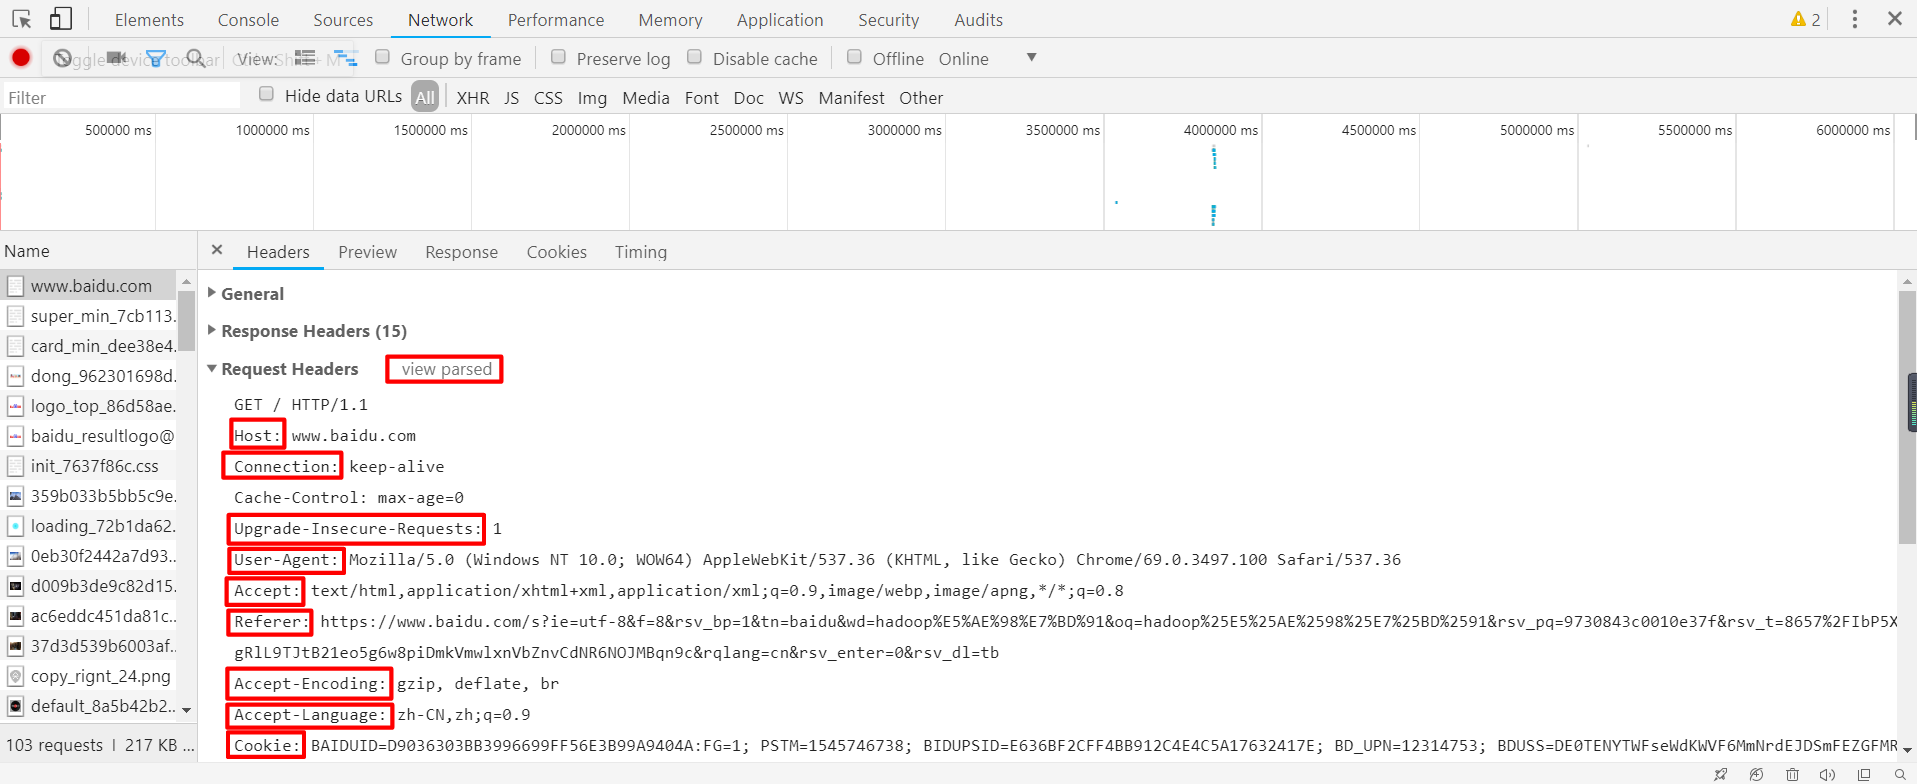 Elements Console Sources Network Performance Memory Application Security Audits 2
View: Group by frame Preserve log Disable cache Offline Online
Filter Hide data URLs All XHR JS CSS Img Media Font Doc WS Manifest Other
500000 ms 1000000 ms 1500000 ms 2000000 ms 2500000 ms 3000000 ms 3500000 ms 4000000 ms 4500000 ms 5000000 ms 5500000 ms 6000000 ms
Name
www.baidu.com
super_min_7cb113.
card_min_dee38e4.
dong_962301698d.
logo_top_86d58ae.
baidu_resultlogo@
init_7637f86c.css
359b033b5bb5c9e.
loading_72b1da62.
0eb30f2442a7d93..
d009b3de9c82d15.
ac6eddc451da81c..
37d3d539b6003af..
copy_rignt_24.png
default_8a5b42b2..
103 requests | 217 KB ...
Headers Preview Response Cookies Timing
General
Response Headers (15)
Request Headers view parsed
GET / HTTP/1.1
Host: www.baidu.com
Connection: keep-alive
Cache-Control: max-age=0
Upgrade-Insecure-Requests: 1
User-Agent: Mozilla/5.0 (Windows NT 10.0; WOW64) AppleWebKit/537.36 (KHTML, like Gecko) Chrome/69.0.3497.100 Safari/537.36
Accept: text/html,application/xhtml+xml,application/xml;q=0.9,image/webp,image/apng,*/*;q=0.8
Referer: https://www.baidu.com/s?ie=utf-8&f=8&rsv_bp=1&tn=baidu&wd=hadoop%E5%AE%98%E7%BD%91&oq=hadoop%25E5%25AE%2598%25E7%25BD%2591&rsv_pq=9730843c0010e37f&rsv_t=8657%2FIbP5X
gRlL9TJtB21eo5g6w8piDmkVmwlxnVbZnvCdNR6NOJMBqn9c&rqlang=cn&rsv_enter=0&rsv_dl=tb
Accept-Encoding: gzip, deflate, br
Accept-Language: zh-CN,zh;q=0.9
Cookie: BAIDUID=D9036303BB3996699FF56E3B99A9404A:FG=1; PSTM=1545746738; BIDUPSID=E636BF2CFF4BB912C4E4C5A17632417E; BD_UPN=12314753; BDUSS=DE0TENYTWFseWdKWVF6MmNrdEJDSmFEZGFMR